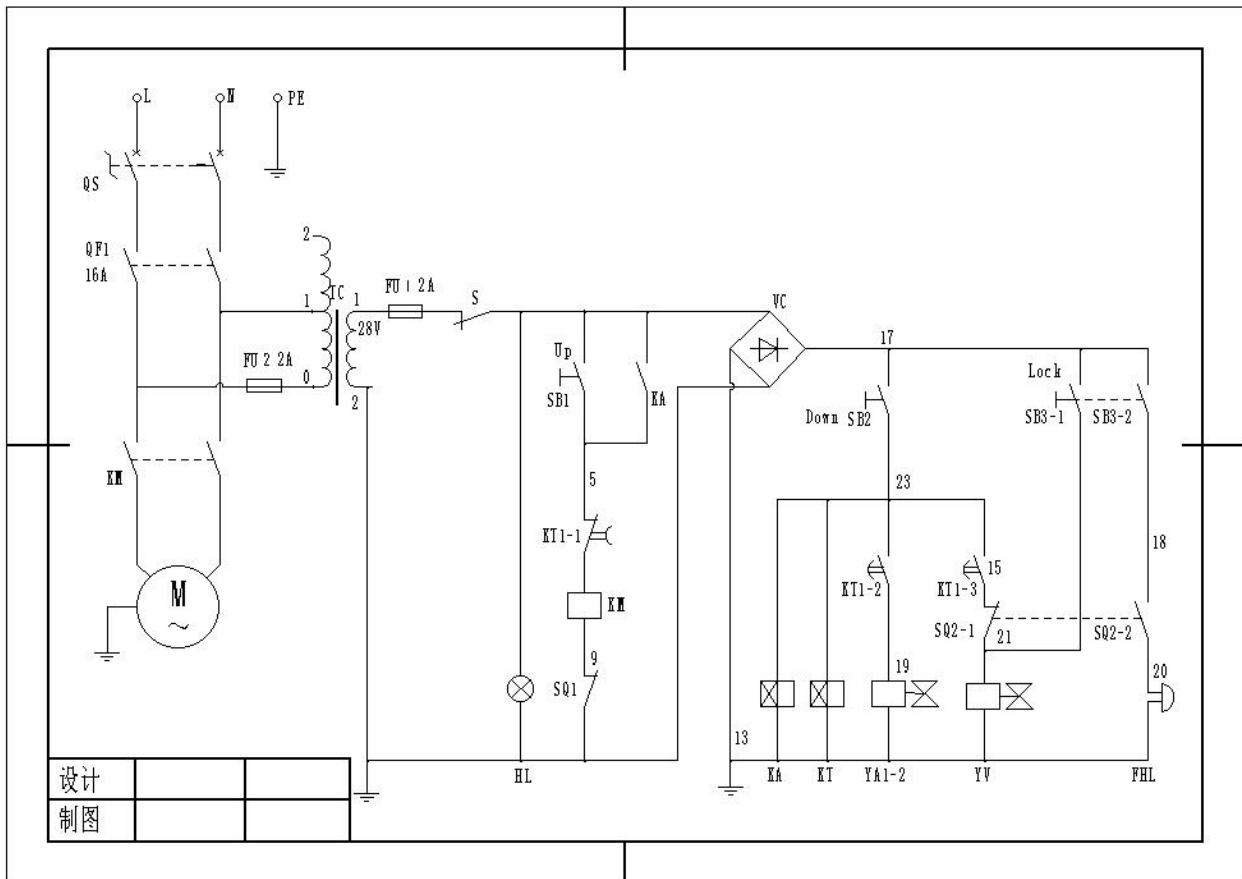 L
N
PE
QS
QF1
16A
2
1
TC
1
28V
FU1 2A
S
VC
17
FU2 2A
0
2
Up
SB1
KA
Lock
Down SB2
SB3-1
SB3-2
KM
5
23
KT1-1
18
15
KT1-2
KT1-3
M
~
KM
SQ2-1
21
SQ2-2
9
SQ1
19
20
13
HL
KA
KT
YA1-2
YV
FHL
设计
制图